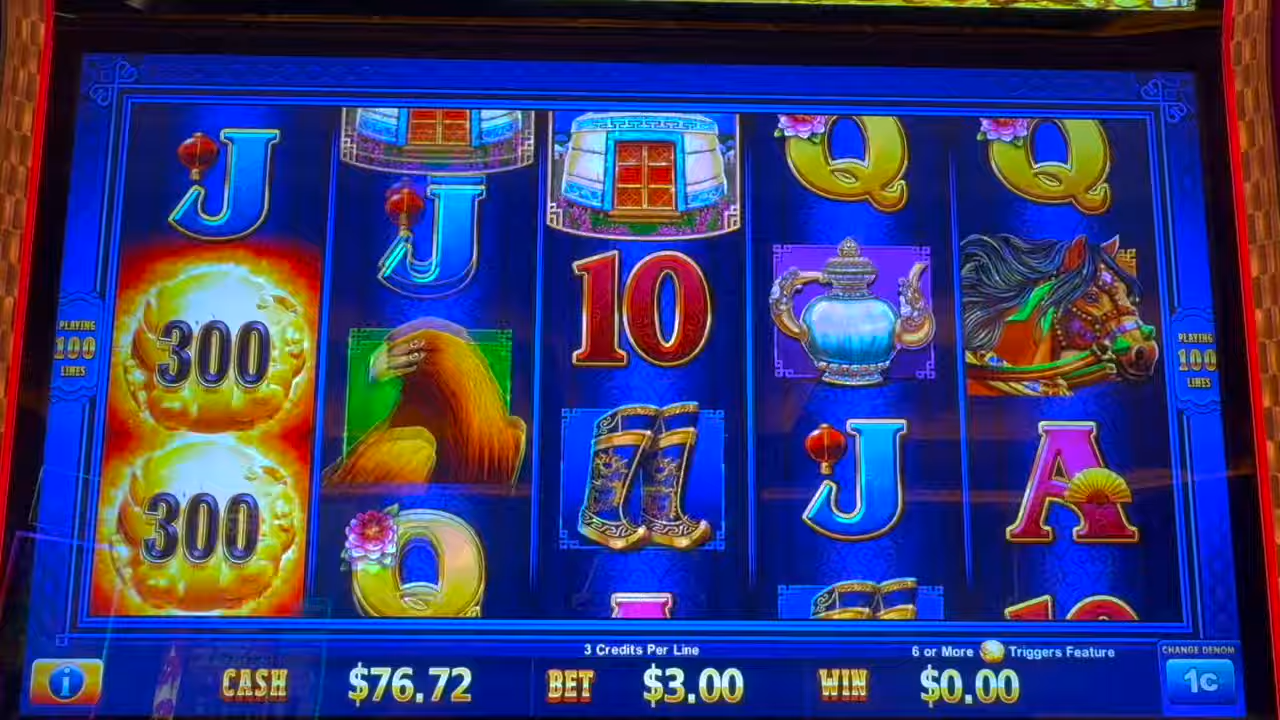 J
J
Q
Q
300
10
PLAYING
100
LINES
PLAYING
100
LINES
300
J
A
Q
10
3 Credits Per Line
6 or More Triggers Feature
CHANGE DENOM
i
CASH
$76.72
BET
$3.00
WIN
$0.00
1¢